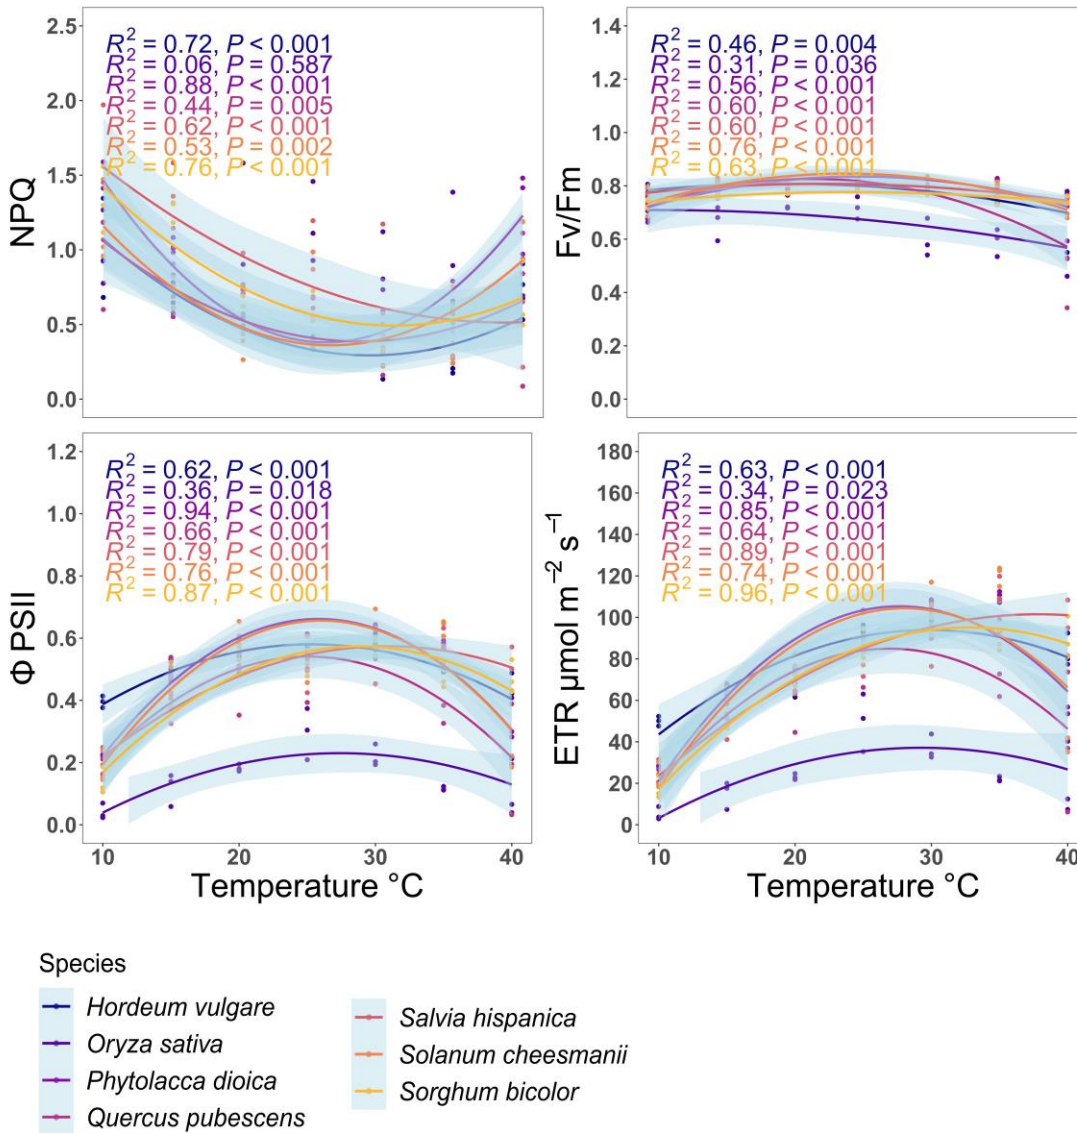 NPQ
2.5
2.0
1.5
1.0
0.5
0.0
R² = 0.72, P < 0.001
R² = 0.06, P = 0.587
R² = 0.88, P < 0.001
R² = 0.44, P = 0.005
R² = 0.62, P < 0.001
R² = 0.53, P = 0.002
R² = 0.76, P < 0.001
Fv/Fm
1.4
1.2
1.0
0.8
0.6
0.4
0.2
0.0
R² = 0.46, P = 0.004
R² = 0.31, P = 0.036
R² = 0.56, P < 0.001
R² = 0.60, P < 0.001
R² = 0.60, P < 0.001
R² = 0.76, P < 0.001
R² = 0.63, P < 0.001
Φ PSII
1.2
1.0
0.8
0.6
0.4
0.2
0.0
R² = 0.62, P < 0.001
R² = 0.36, P = 0.018
R² = 0.94, P < 0.001
R² = 0.66, P < 0.001
R² = 0.79, P < 0.001
R² = 0.76, P < 0.001
R² = 0.87, P < 0.001
10 20 30 40
Temperature °C
ETR μmol m⁻² s⁻¹
180
160
140
120
100
80
60
40
20
0
R² = 0.63, P < 0.001
R² = 0.34, P = 0.023
R² = 0.85, P < 0.001
R² = 0.64, P < 0.001
R² = 0.89, P < 0.001
R² = 0.74, P < 0.001
R² = 0.96, P < 0.001
10 20 30 40
Temperature °C
Species
Hordeum vulgare
Oryza sativa
Phytolacca dioica
Quercus pubescens
Salvia hispanica
Solanum cheesmanii
Sorghum bicolor